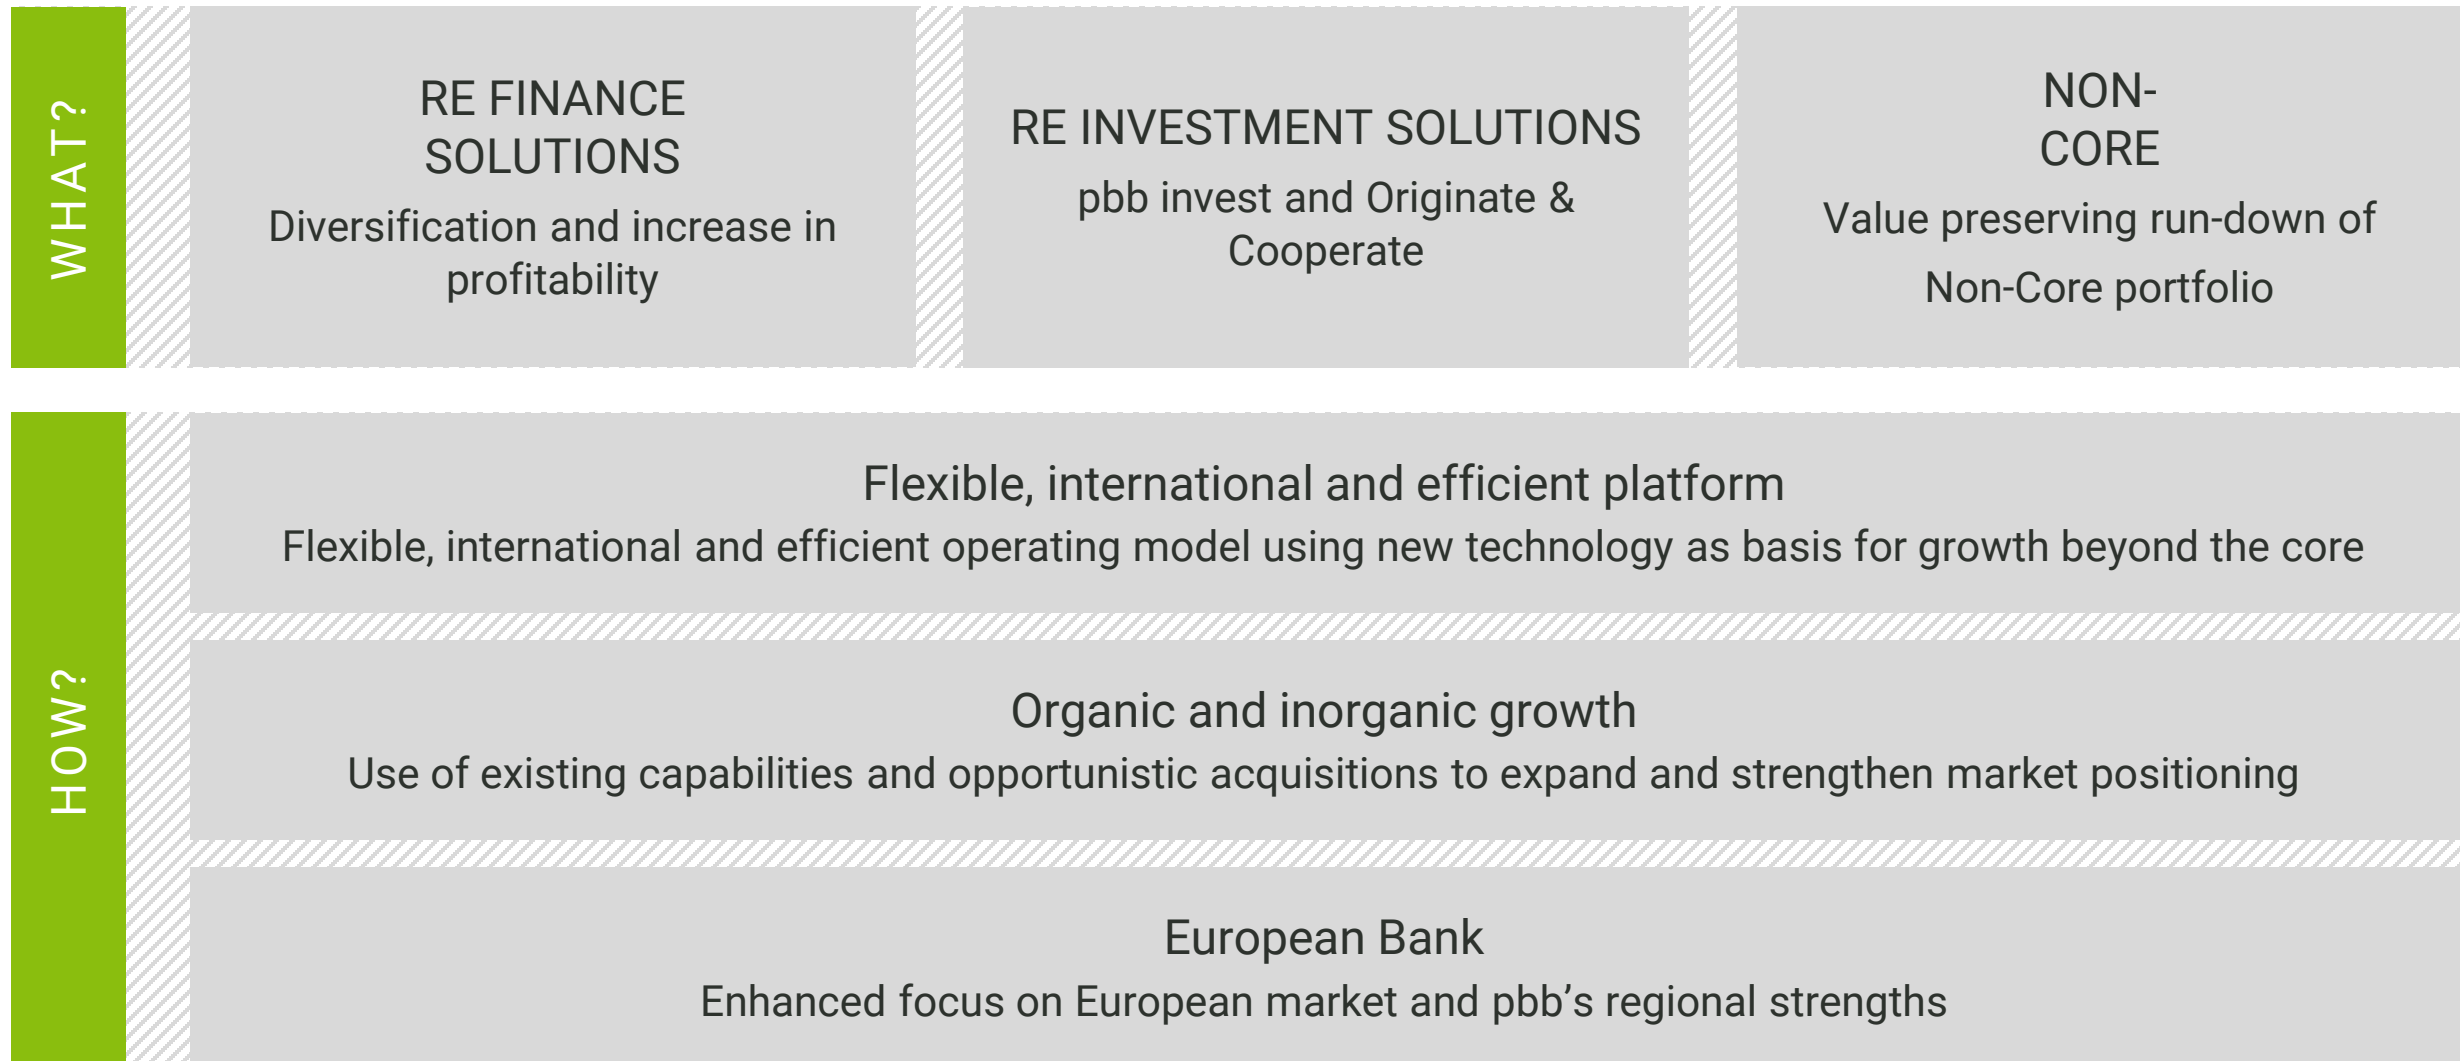 WHAT?
RE FINANCE
SOLUTIONS
Diversification and increase in
profitability
RE INVESTMENT SOLUTIONS
pbb invest and Originate &
Cooperate
NON-
CORE
Value preserving run-down of
Non-Core portfolio
HOW?
Flexible, international and efficient platform
Flexible, international and efficient operating model using new technology as basis for growth beyond the core
Organic and inorganic growth
Use of existing capabilities and opportunistic acquisitions to expand and strengthen market positioning
European Bank
Enhanced focus on European market and pbb’s regional strengths